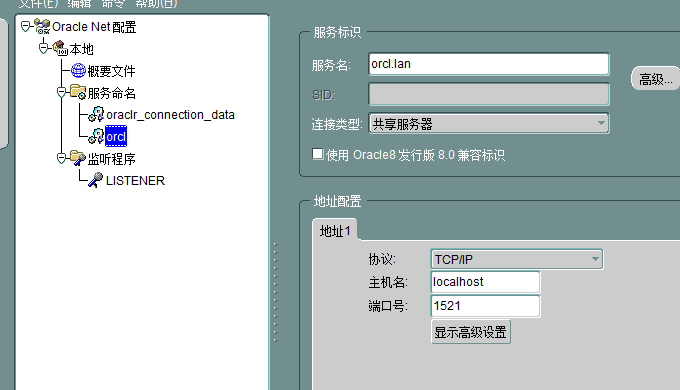 文件(F) 编辑 命令 帮助(H)
Oracle Net 配置
本地
概要文件
服务命名
oraclr_connection_data
orcl
监听程序
LISTENER
服务标识
服务名: orcl.lan
SID:
高级...
连接类型: 共享服务器
使用 Oracle8 发行版 8.0 兼容标识
地址配置
地址1
协议: TCP/IP
主机名: localhost
端口号: 1521
显示高级设置